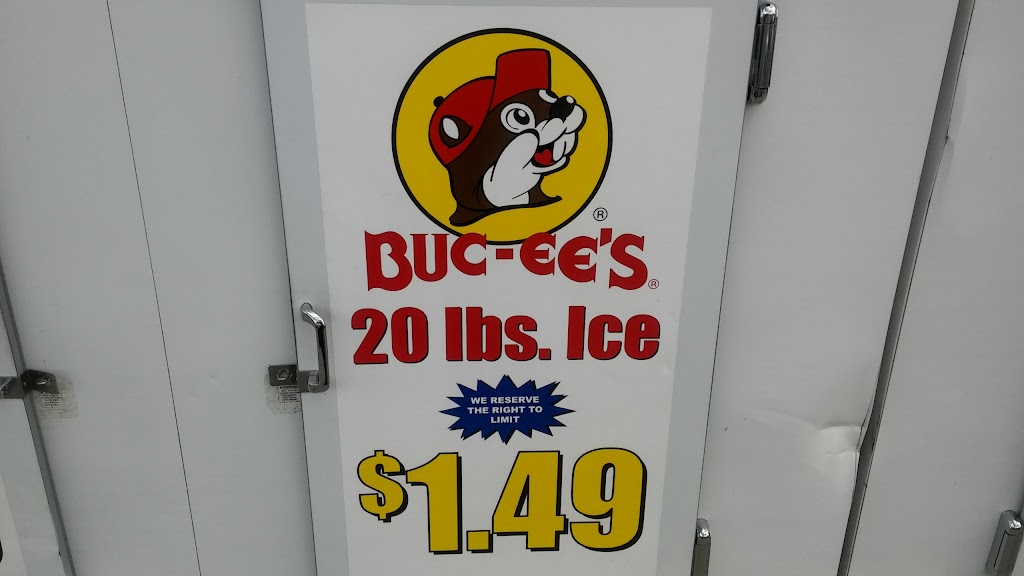 ®
BUC-EE'S®
20 lbs. Ice
WE RESERVE
THE RIGHT TO
LIMIT
$1.49